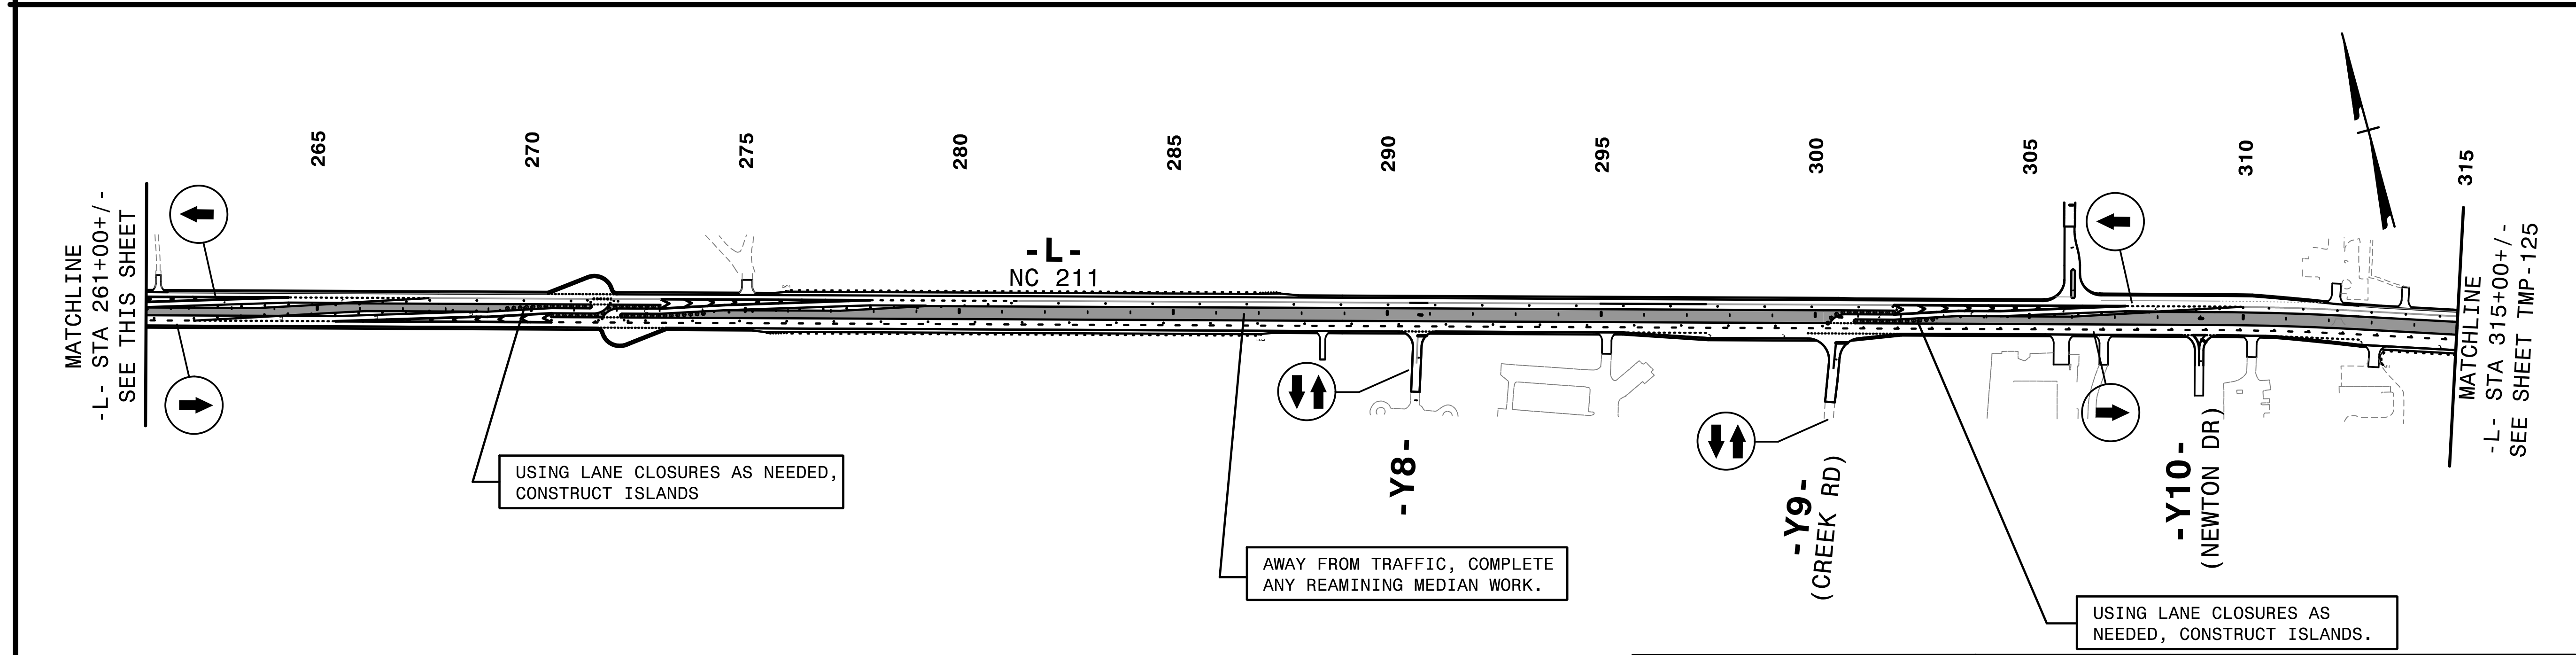 265
270
275
280
285
290
295
300
305
310
315
MATCHLINE
-L- STA 261+00+/-
SEE THIS SHEET
-L-
NC 211
MATCHLINE
-L- STA 315+00+/-
SEE SHEET TMP-125
USING LANE CLOSURES AS NEEDED,
CONSTRUCT ISLANDS
-Y8-
AWAY FROM TRAFFIC, COMPLETE
ANY REAMINING MEDIAN WORK.
-Y9-
(CREEK RD)
-Y10-
(NEWTON DR)
USING LANE CLOSURES AS
NEEDED, CONSTRUCT ISLANDS.